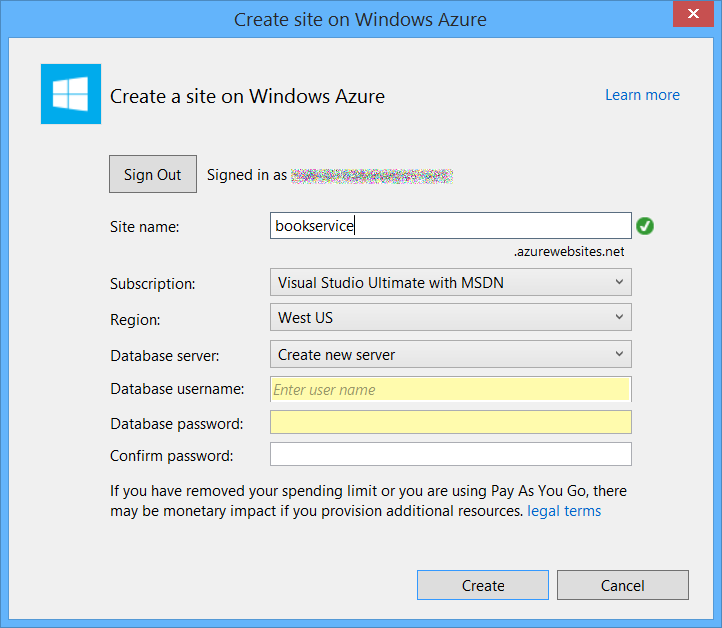 Create site on Windows Azure
Create a site on Windows Azure
Learn more
Sign Out
Signed in as
Site name:
bookservice
.azurewebsites.net
Subscription:
Visual Studio Ultimate with MSDN
Region:
West US
Database server:
Create new server
Database username:
Enter user name
Database password:
Confirm password:
If you have removed your spending limit or you are using Pay As You Go, there
may be monetary impact if you provision additional resources. legal terms
Create
Cancel